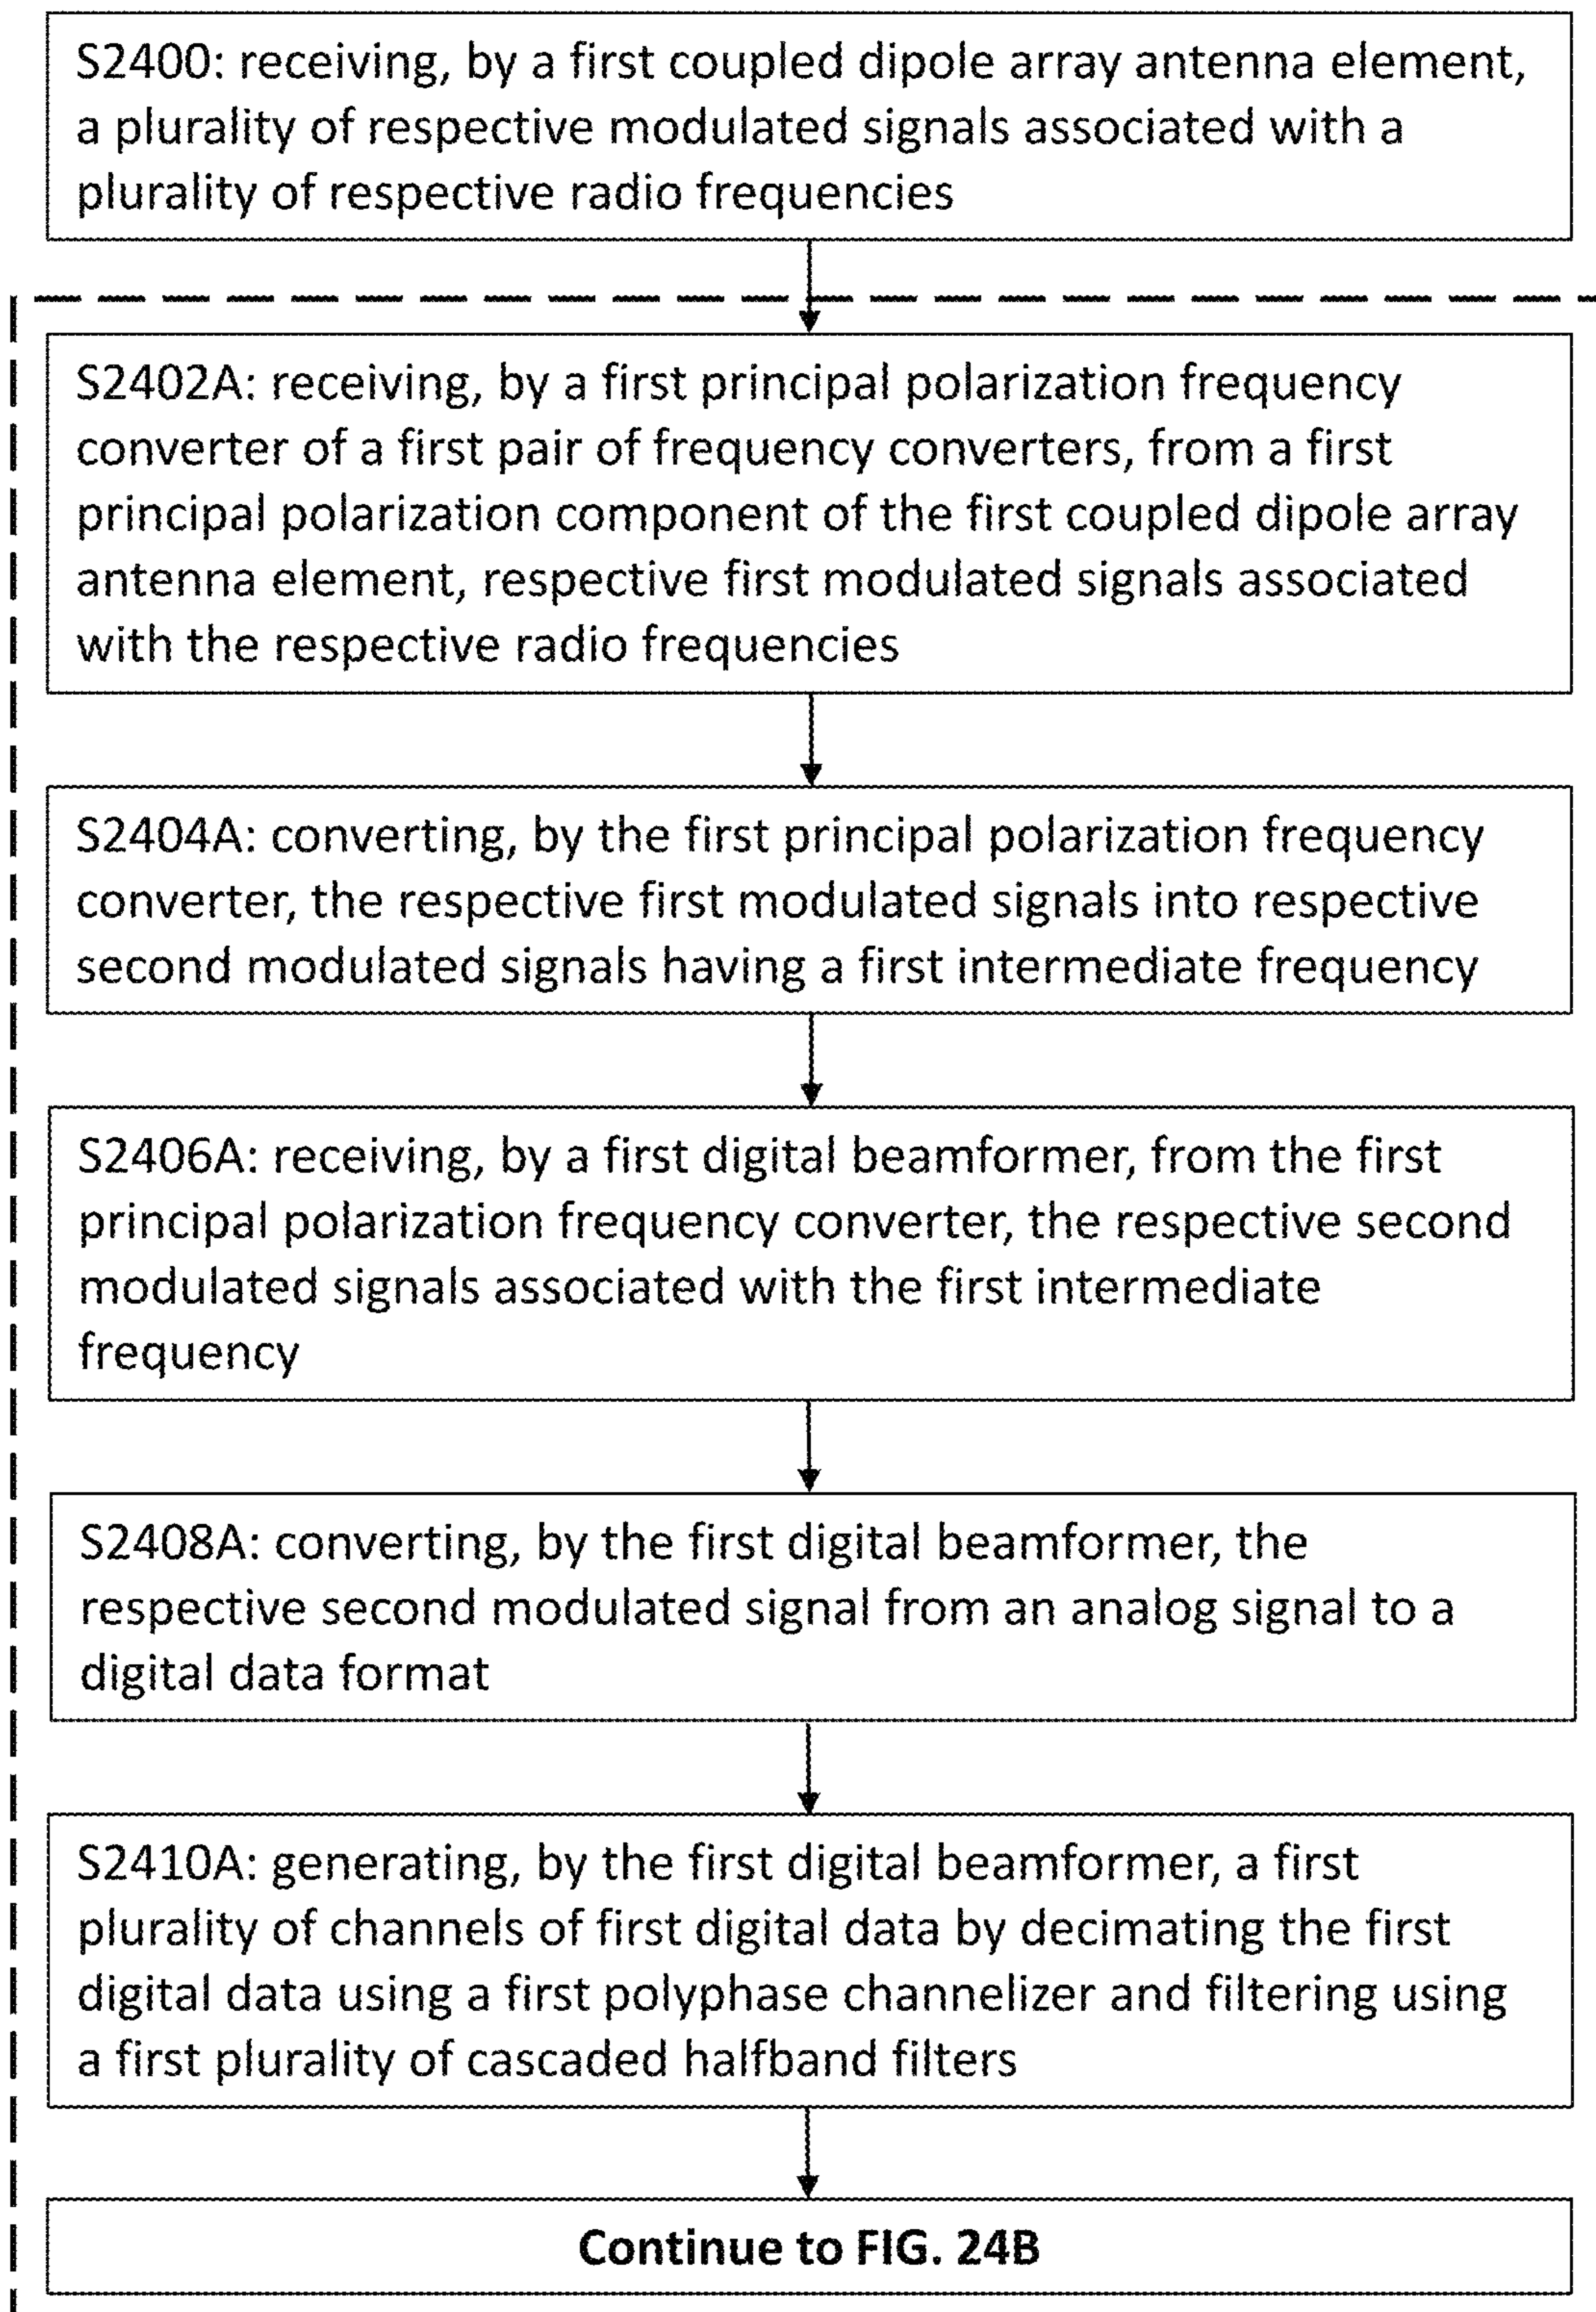 S2400: receiving, by a first coupled dipole array antenna element,
a plurality of respective modulated signals associated with a
plurality of respective radio frequencies
S2402A: receiving, by a first principal polarization frequency
converter of a first pair of frequency converters, from a first
principal polarization component of the first coupled dipole array
antenna element, respective first modulated signals associated
with the respective radio frequencies
S2404A: converting, by the first principal polarization frequency
converter, the respective first modulated signals into respective
second modulated signals having a first intermediate frequency
S2406A: receiving, by a first digital beamformer, from the first
principal polarization frequency converter, the respective second
modulated signals associated with the first intermediate
frequency
S2408A: converting, by the first digital beamformer, the
respective second modulated signal from an analog signal to a
digital data format
S2410A: generating, by the first digital beamformer, a first
plurality of channels of first digital data by decimating the first
digital data using a first polyphase channelizer and filtering using
a first plurality of cascaded halfband filters
Continue to FIG. 24B